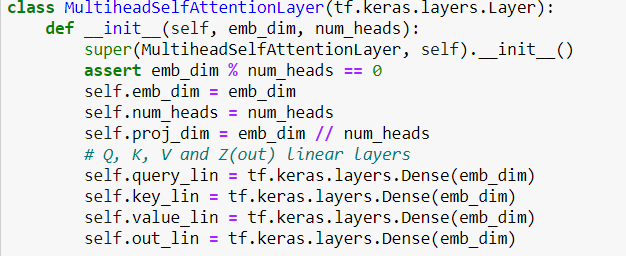 class MultiheadSelfAttentionLayer(tf.keras.layers.Layer):
    def __init__(self, emb_dim, num_heads):
        super(MultiheadSelfAttentionLayer, self).__init__()
        assert emb_dim % num_heads == 0
        self.emb_dim = emb_dim
        self.num_heads = num_heads
        self.proj_dim = emb_dim // num_heads
        # Q, K, V and Z(out) linear layers
        self.query_lin = tf.keras.layers.Dense(emb_dim)
        self.key_lin = tf.keras.layers.Dense(emb_dim)
        self.value_lin = tf.keras.layers.Dense(emb_dim)
        self.out_lin = tf.keras.layers.Dense(emb_dim)